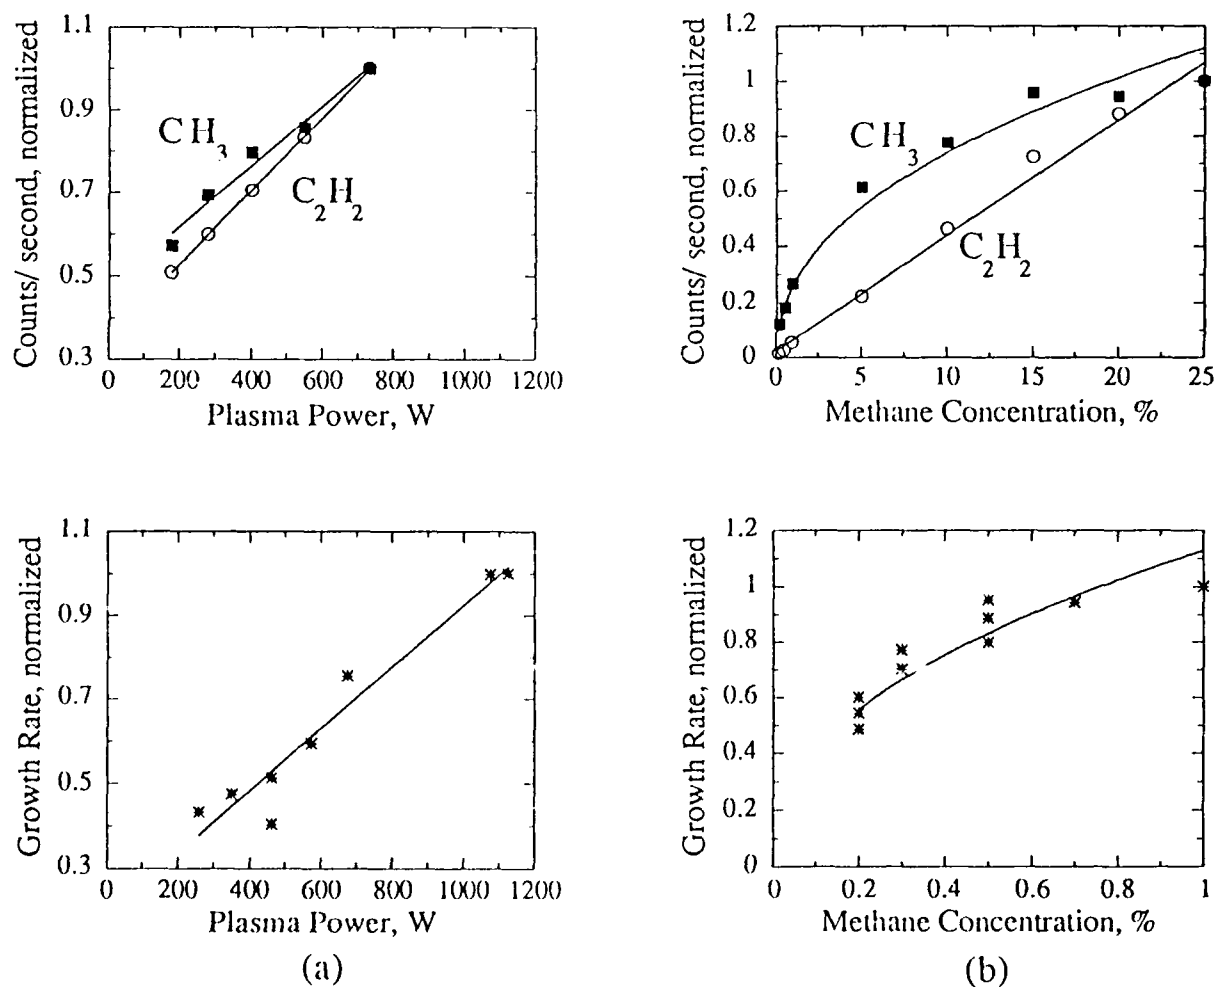 1.1
0.9
0.7
0.5
0.3
Counts/ second, normalized
CH3
C2H2
0 200 400 600 800 1000 1200
Plasma Power, W
1.2
1
0.8
0.6
0.4
0.2
0
Counts/ second, normalized
CH3
C2H2
0 5 10 15 20 25
Methane Concentration, %
1.1
0.9
0.7
0.5
0.3
Growth Rate, normalized
0 200 400 600 800 1000 1200
Plasma Power, W
(a)
1.2
1
0.8
0.6
0.4
0.2
0
Growth Rate, normalized
0 0.2 0.4 0.6 0.8 1
Methane Concentration, %
(b)